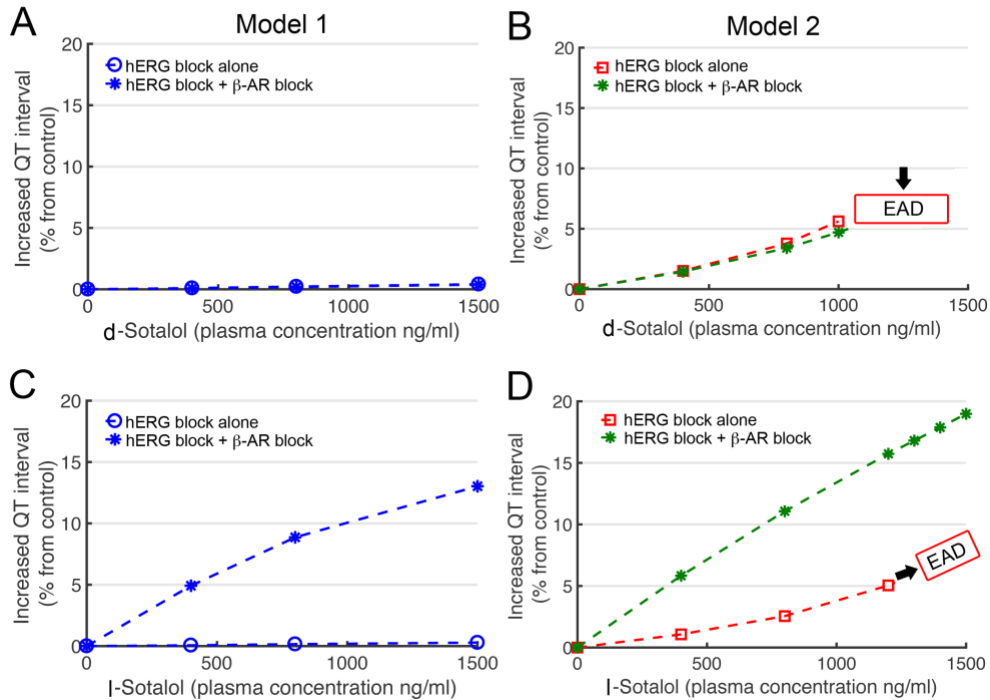 A
Model 1
Increased QT interval
(% from control)
20
15
10
5
0
hERG block alone
hERG block + β-AR block
0
500
1000
1500
d-Sotalol (plasma concentration ng/ml)
B
Model 2
Increased QT interval
(% from control)
20
15
10
5
0
hERG block alone
hERG block + β-AR block
EAD
0
500
1000
1500
d-Sotalol (plasma concentration ng/ml)
C
Increased QT interval
(% from control)
20
15
10
5
0
hERG block alone
hERG block + β-AR block
0
500
1000
1500
l-Sotalol (plasma concentration ng/ml)
D
Increased QT interval
(% from control)
20
15
10
5
0
hERG block alone
hERG block + β-AR block
EAD
0
500
1000
1500
l-Sotalol (plasma concentration ng/ml)